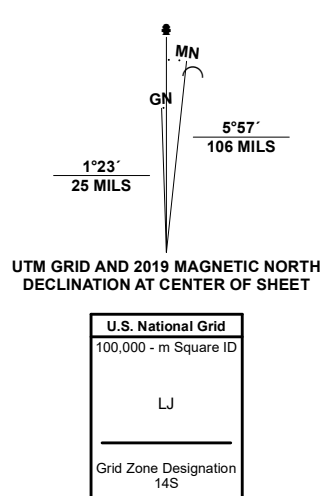 MN
GN
5°57´
106 MILS
1°23´
25 MILS
UTM GRID AND 2019 MAGNETIC NORTH
DECLINATION AT CENTER OF SHEET
U.S. National Grid
100,000 - m Square ID
LJ
Grid Zone Designation
14S